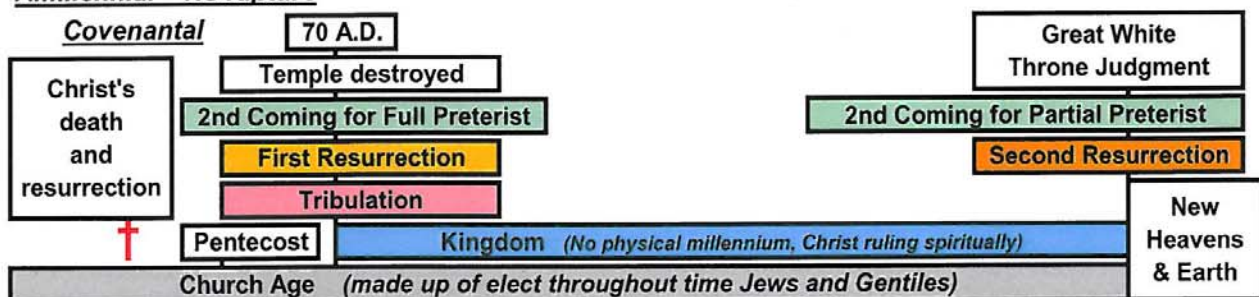 Covenantal
70 A.D.
Temple destroyed
2nd Coming for Full Preterist
First Resurrection
Tribulation
Christ's
death
and
resurrection
Pentecost
Kingdom (No physical millennium, Christ ruling spiritually)
Church Age (made up of elect throughout time Jews and Gentiles)
Great White
Throne Judgment
2nd Coming for Partial Preterist
Second Resurrection
New
Heavens
& Earth